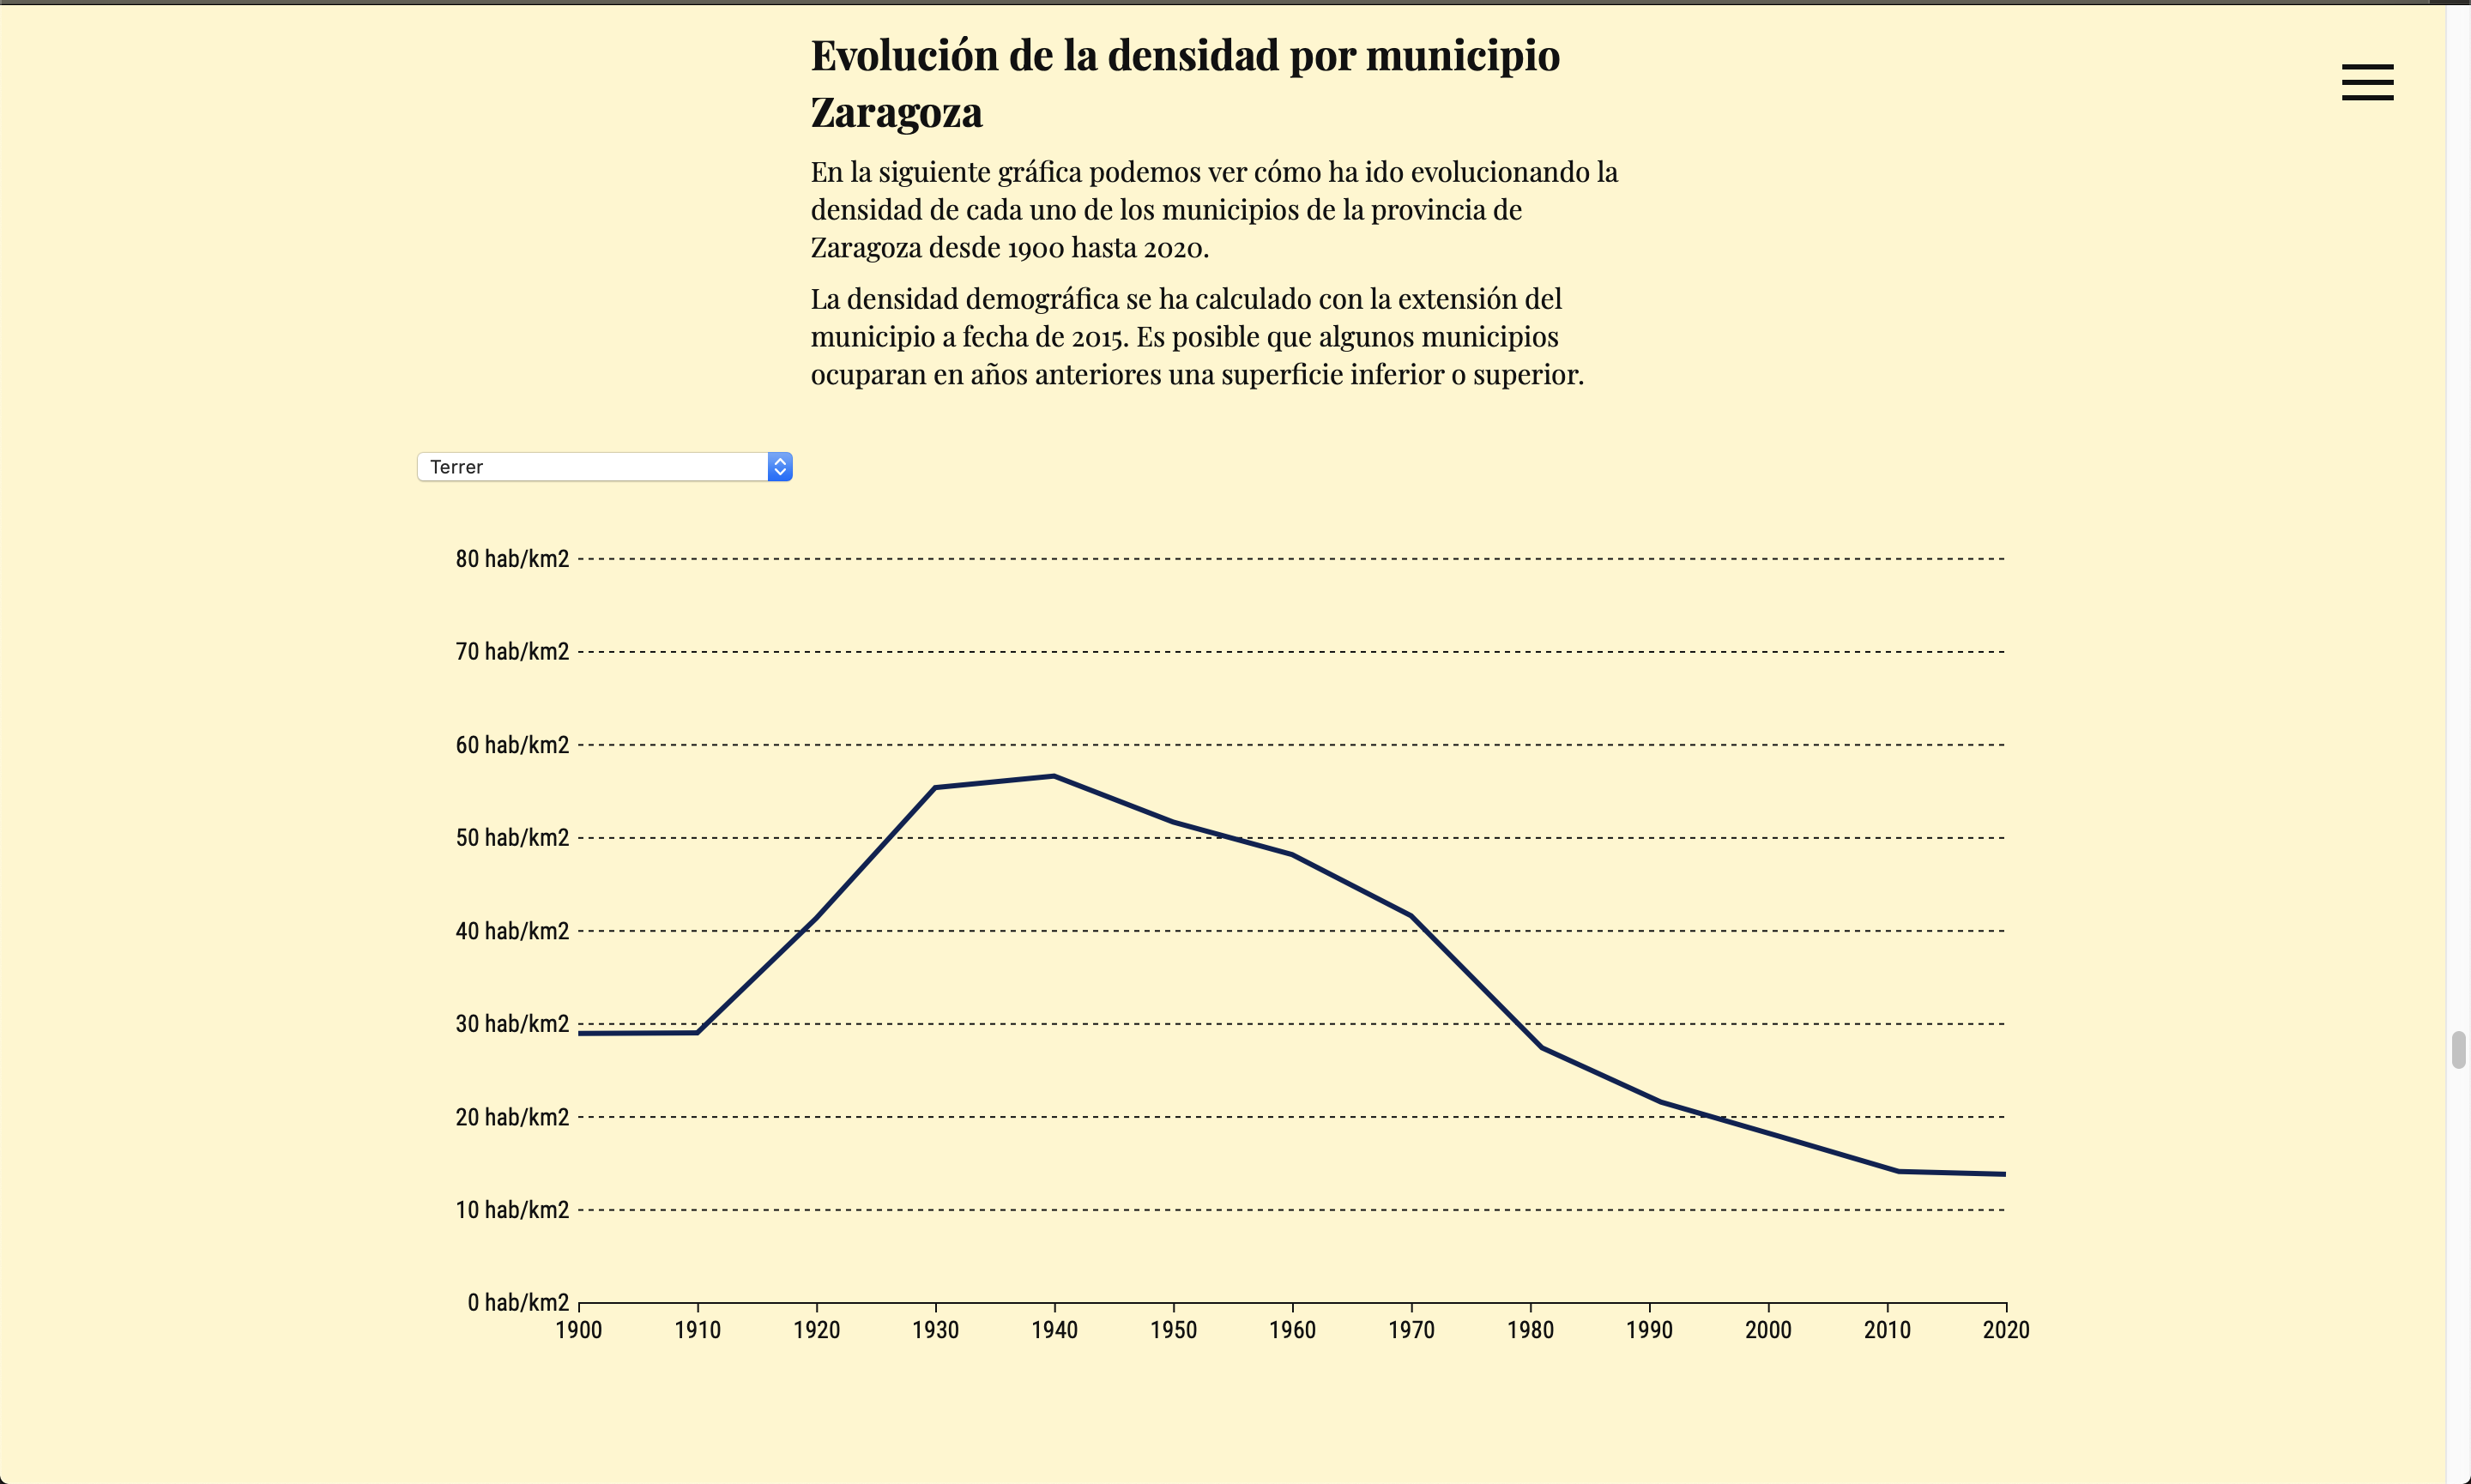 Evolución de la densidad por municipio
Zaragoza
En la siguiente gráfica podemos ver cómo ha ido evolucionando la
densidad de cada uno de los municipios de la provincia de
Zaragoza desde 1900 hasta 2020.
La densidad demográfica se ha calculado con la extensión del
municipio a fecha de 2015. Es posible que algunos municipios
ocuparan en años anteriores una superficie inferior o superior.
Terrer
80 hab/km2
70 hab/km2
60 hab/km2
50 hab/km2
40 hab/km2
30 hab/km2
20 hab/km2
10 hab/km2
0 hab/km2
1900 1910 1920 1930 1940 1950 1960 1970 1980 1990 2000 2010 2020